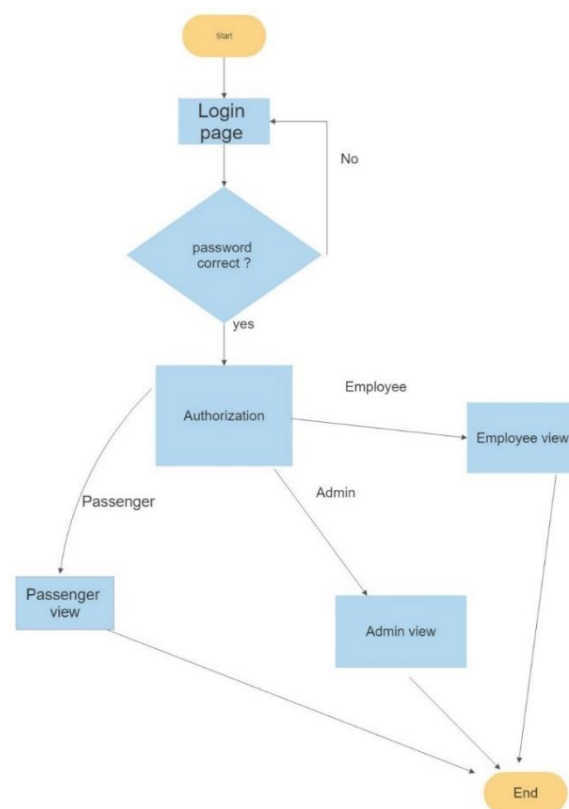 Start
Login
page
No
password
correct ?
yes
Authorization
Employee
Employee view
Admin
Passenger
Passenger
view
Admin view
End